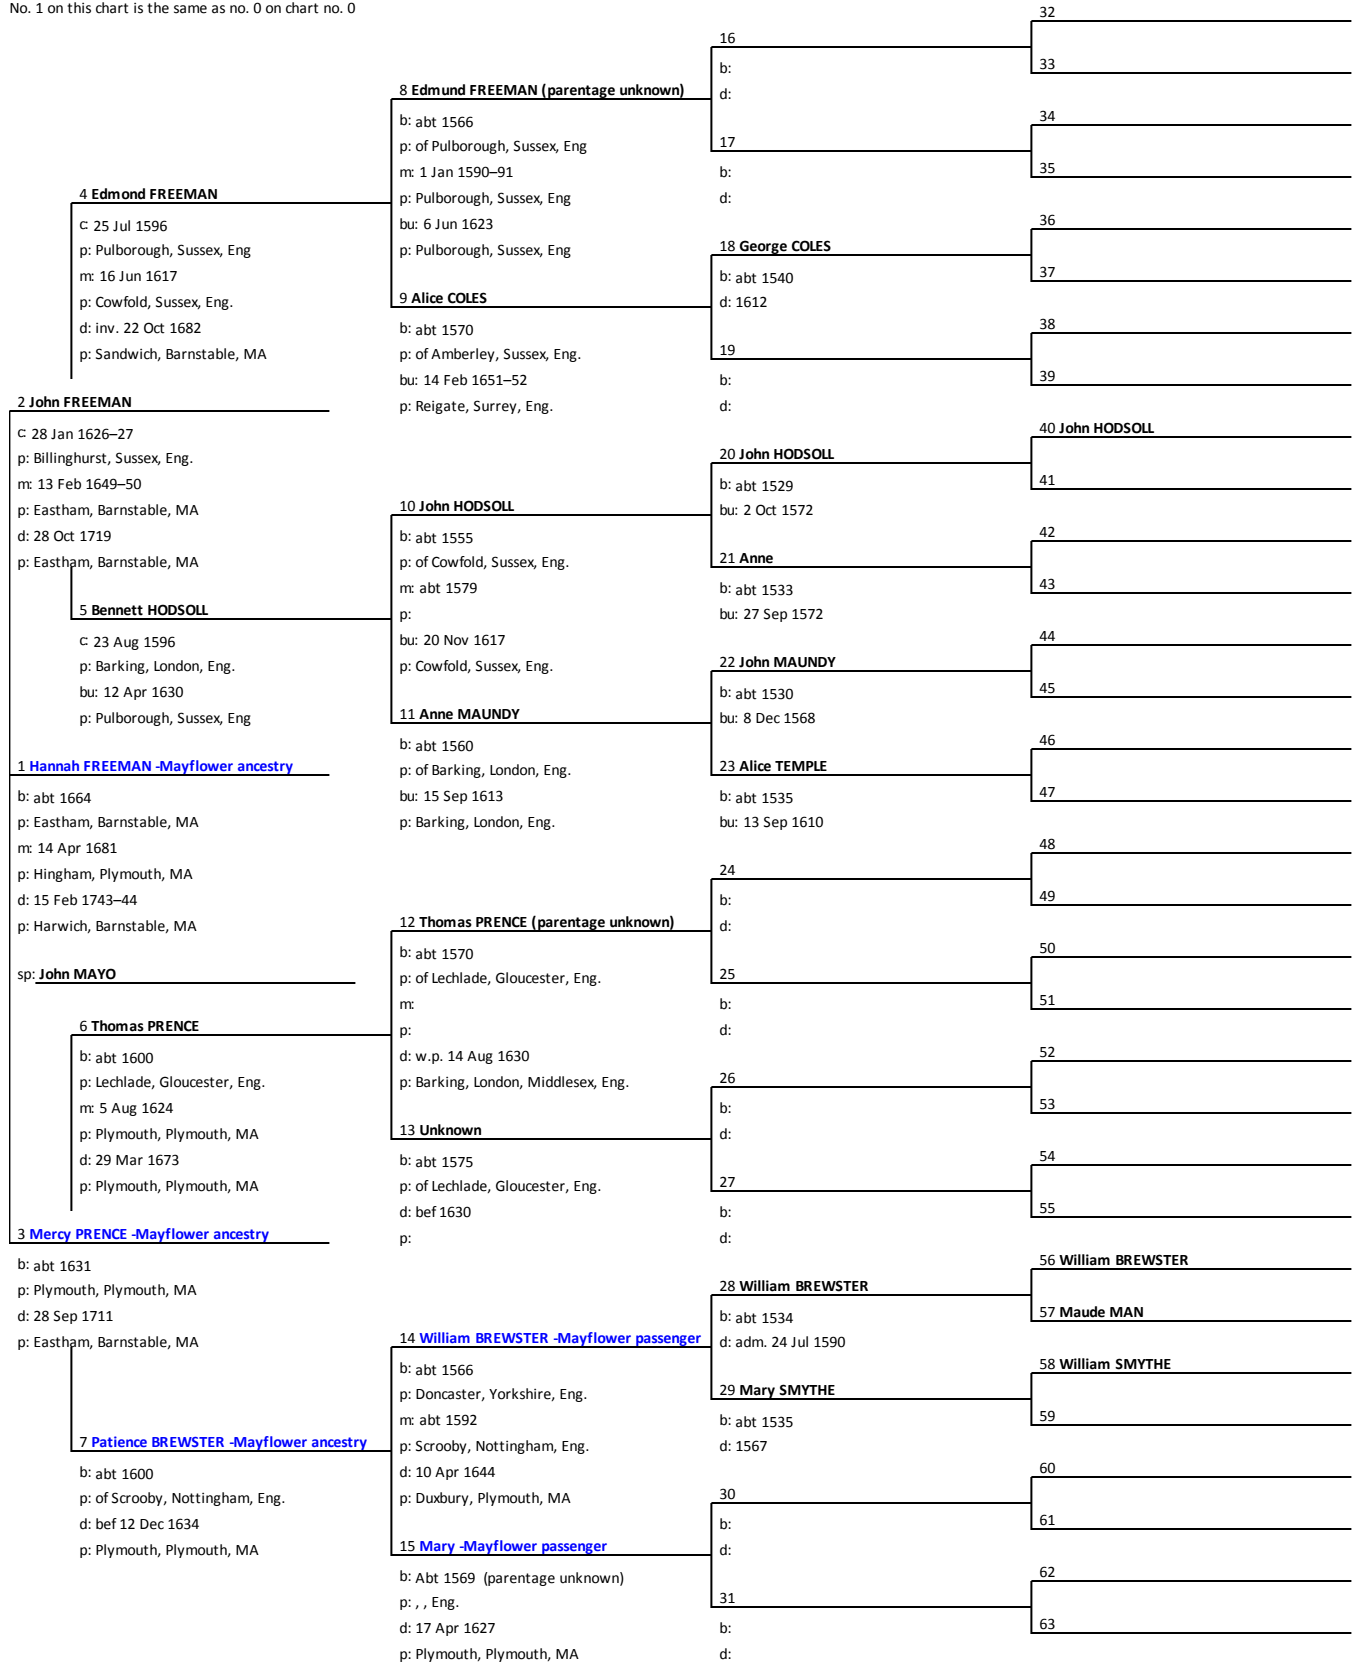 No. 1 on this chart is the same as no. 0 on chart no. 0
4 Edmond FREEMAN
c: 25 Jul 1596
p: Pulborough, Sussex, Eng
m: 16 Jun 1617
p: Cowfold, Sussex, Eng.
d: inv. 22 Oct 1682
p: Sandwich, Barnstable, MA
2 John FREEMAN
c: 28 Jan 1626–27
p: Billinghurst, Sussex, Eng.
m: 13 Feb 1649–50
p: Eastham, Barnstable, MA
d: 28 Oct 1719
p: Eastham, Barnstable, MA
5 Bennett HODSOLL
c: 23 Aug 1596
p: Barking, London, Eng.
bu: 12 Apr 1630
p: Pulborough, Sussex, Eng
1 Hannah FREEMAN -Mayflower ancestry
b: abt 1664
p: Eastham, Barnstable, MA
m: 14 Apr 1681
p: Hingham, Plymouth, MA
d: 15 Feb 1743–44
p: Harwich, Barnstable, MA
sp: John MAYO
6 Thomas PRENCE
b: abt 1600
p: Lechlade, Gloucester, Eng.
m: 5 Aug 1624
p: Plymouth, Plymouth, MA
d: 29 Mar 1673
p: Plymouth, Plymouth, MA
3 Mercy PRENCE -Mayflower ancestry
b: abt 1631
p: Plymouth, Plymouth, MA
d: 28 Sep 1711
p: Eastham, Barnstable, MA
7 Patience BREWSTER -Mayflower ancestry
b: abt 1600
p: of Scrooby, Nottingham, Eng.
d: bef 12 Dec 1634
p: Plymouth, Plymouth, MA
8 Edmund FREEMAN (parentage unknown)
b: abt 1566
p: of Pulborough, Sussex, Eng
m: 1 Jan 1590–91
p: Pulborough, Sussex, Eng
bu: 6 Jun 1623
p: Pulborough, Sussex, Eng
9 Alice COLES
b: abt 1570
p: of Amberley, Sussex, Eng.
bu: 14 Feb 1651–52
p: Reigate, Surrey, Eng.
10 John HODSOLL
b: abt 1555
p: of Cowfold, Sussex, Eng.
m: abt 1579
p:
bu: 20 Nov 1617
p: Cowfold, Sussex, Eng.
11 Anne MAUNDY
b: abt 1560
p: of Barking, London, Eng.
bu: 15 Sep 1613
p: Barking, London, Eng.
12 Thomas PRENCE (parentage unknown)
b: abt 1570
p: of Lechlade, Gloucester, Eng.
m:
p:
d: w.p. 14 Aug 1630
p: Barking, London, Middlesex, Eng.
13 Unknown
b: abt 1575
p: of Lechlade, Gloucester, Eng.
d: bef 1630
p:
14 William BREWSTER -Mayflower passenger
b: abt 1566
p: Doncaster, Yorkshire, Eng.
m: abt 1592
p: Scrooby, Nottingham, Eng.
d: 10 Apr 1644
p: Duxbury, Plymouth, MA
15 Mary -Mayflower passenger
b: Abt 1569 (parentage unknown)
p: , , Eng.
d: 17 Apr 1627
p: Plymouth, Plymouth, MA
16
b:
d:
17
b:
d:
18 George COLES
b: abt 1540
d: 1612
19
b:
d:
20 John HODSOLL
b: abt 1529
bu: 2 Oct 1572
21 Anne
b: abt 1533
bu: 27 Sep 1572
22 John MAUNDY
b: abt 1530
bu: 8 Dec 1568
23 Alice TEMPLE
b: abt 1535
bu: 13 Sep 1610
24
b:
d:
25
b:
d:
26
b:
d:
27
b:
d:
28 William BREWSTER
b: abt 1534
d: adm. 24 Jul 1590
29 Mary SMYTHE
b: abt 1535
d: 1567
30
b:
d:
31
b:
d:
32
33
34
35
36
37
38
39
40 John HODSOLL
41
42
43
44
45
46
47
48
49
50
51
52
53
54
55
56 William BREWSTER
57 Maude MAN
58 William SMYTHE
59
60
61
62
63